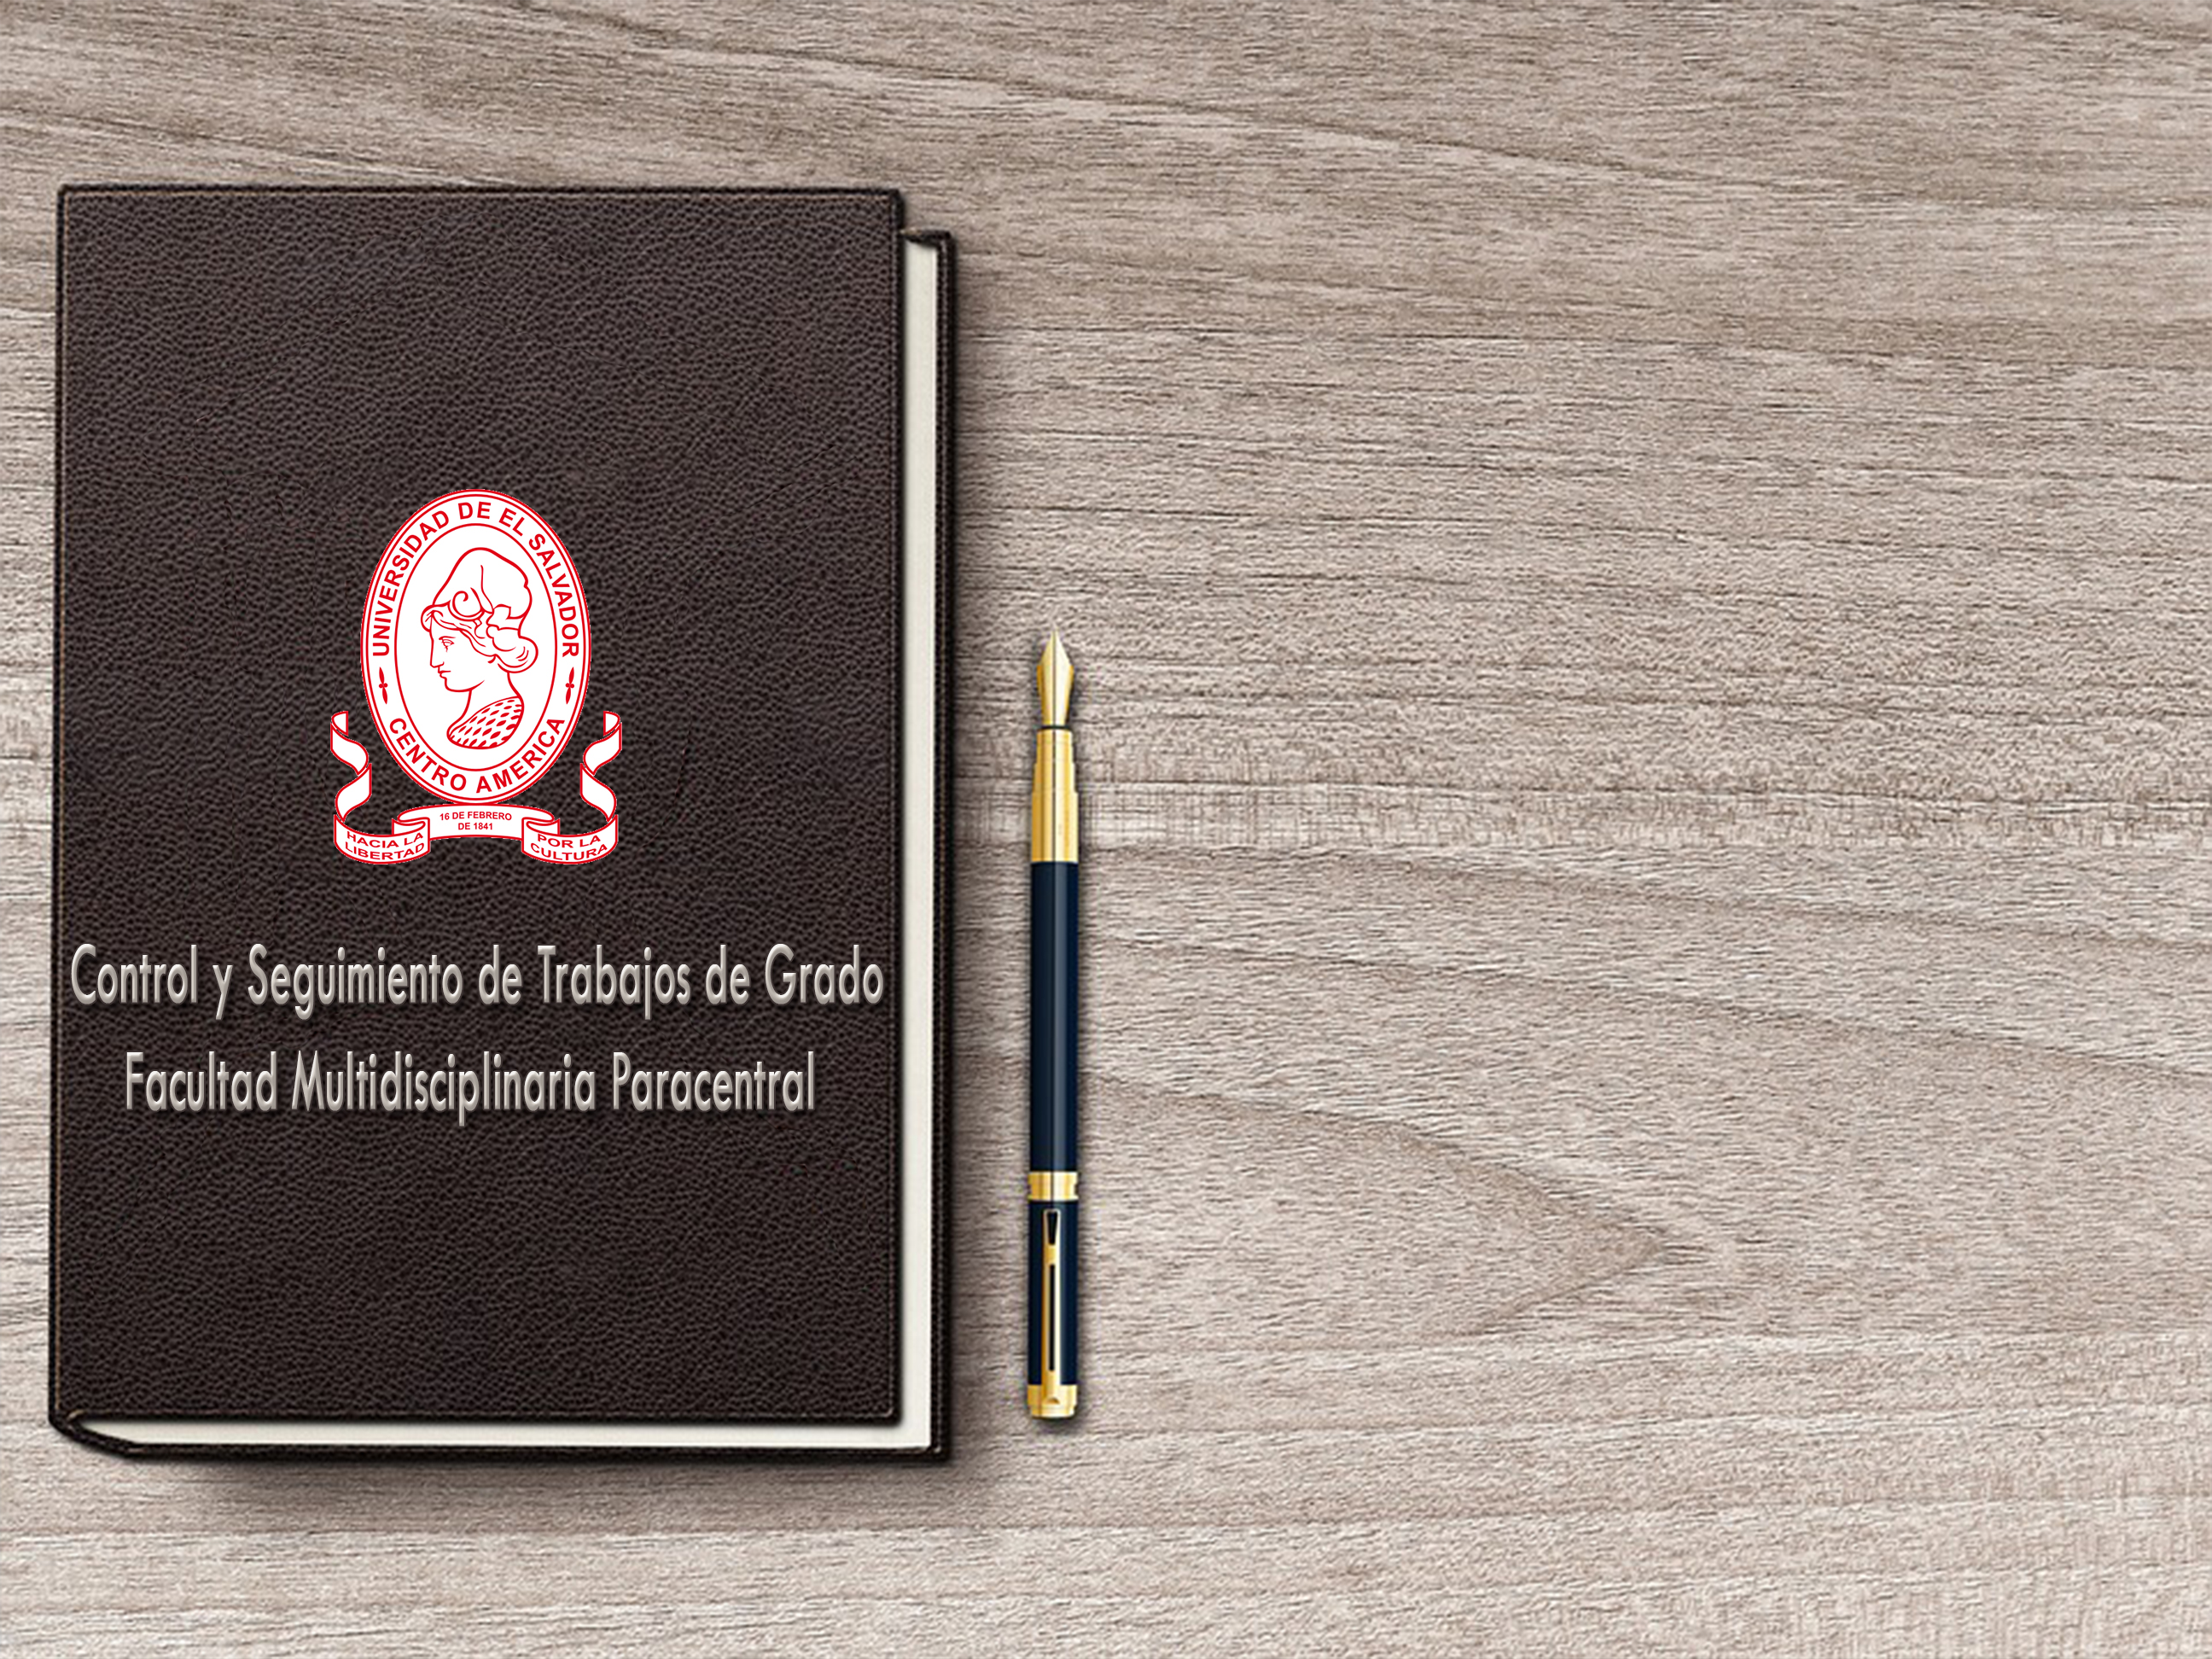 UNIVERSIDAD DE EL SALVADOR
CENTRO AMERICA
16 DE FEBRERO
DE 1841
HACIA LA
LIBERTAD
POR LA
CULTURA
Control y Seguimiento de Trabajos de Grado
Facultad Multidisciplinaria Paracentral